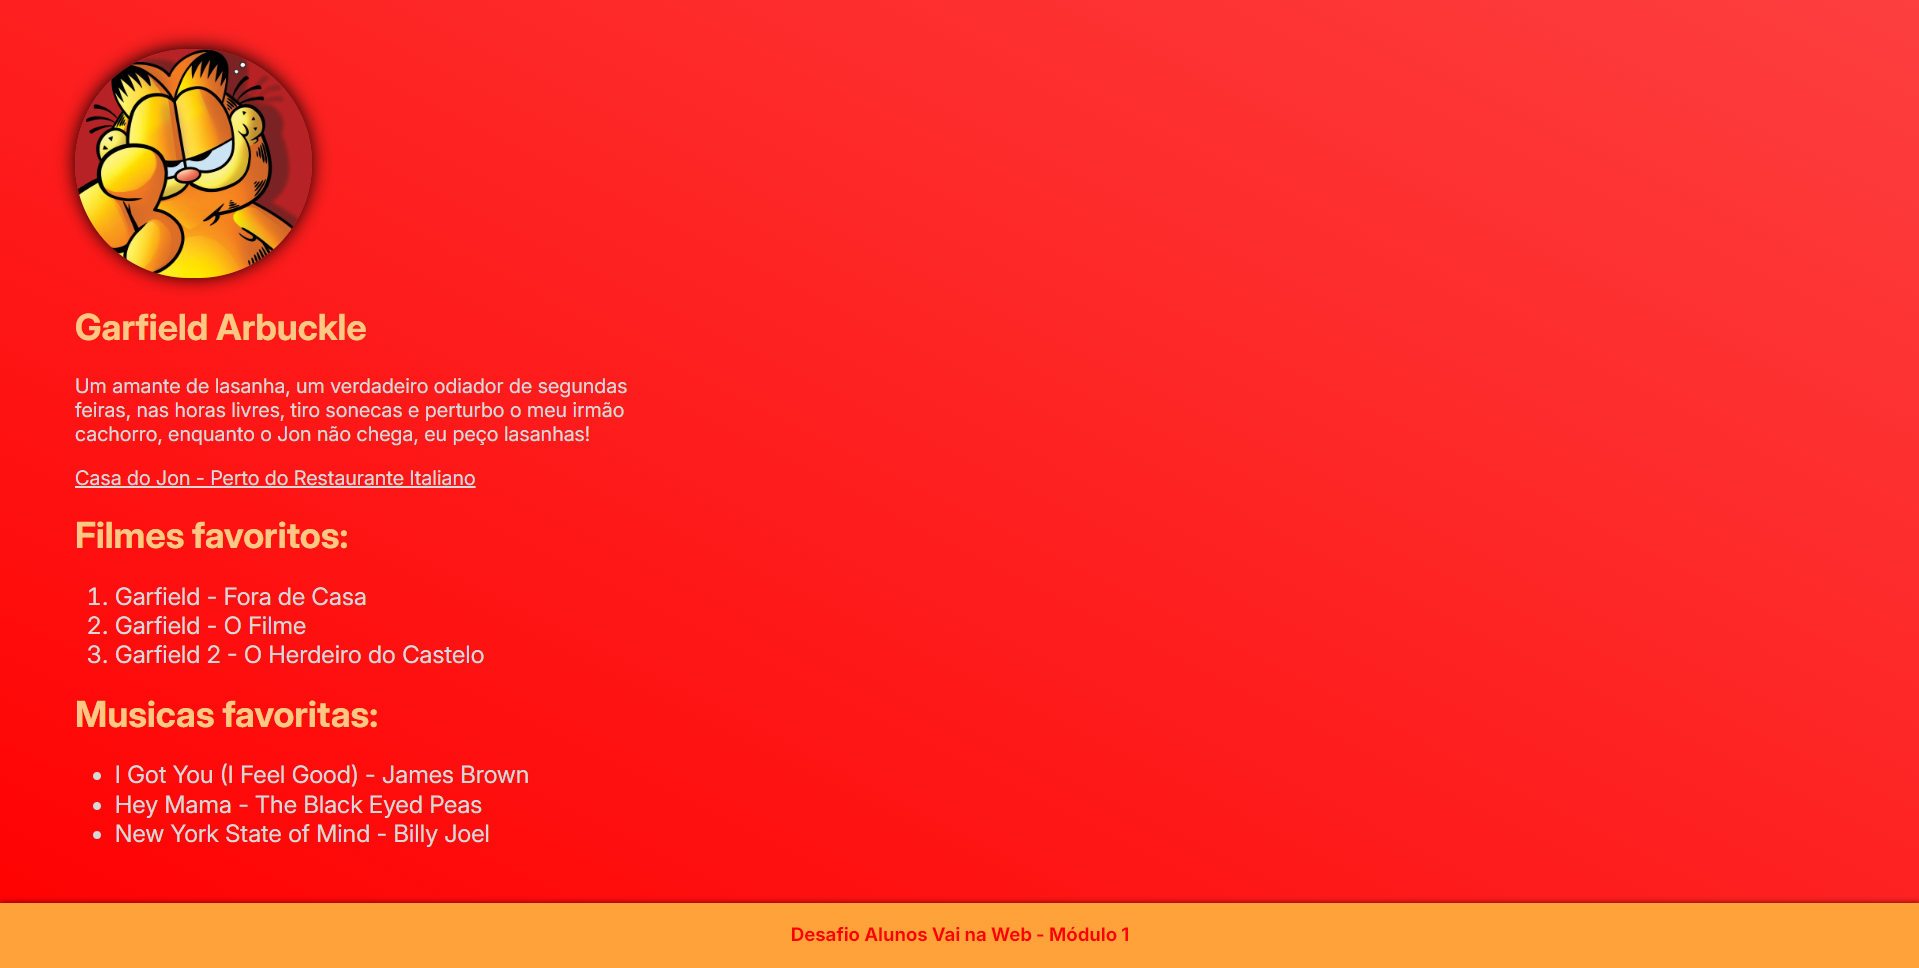 Garfield Arbuckle
Um amante de lasanha, um verdadeiro odiador de segundas
feiras, nas horas livres, tiro sonecas e perturbo o meu irmão
cachorro, enquanto o Jon não chega, eu peço lasanhas!
Casa do Jon - Perto do Restaurante Italiano
Filmes favoritos:
1. Garfield - Fora de Casa
2. Garfield - O Filme
3. Garfield 2 - O Herdeiro do Castelo
Musicas favoritas:
• I Got You (I Feel Good) - James Brown
• Hey Mama - The Black Eyed Peas
• New York State of Mind - Billy Joel
Desafio Alunos Vai na Web - Módulo 1